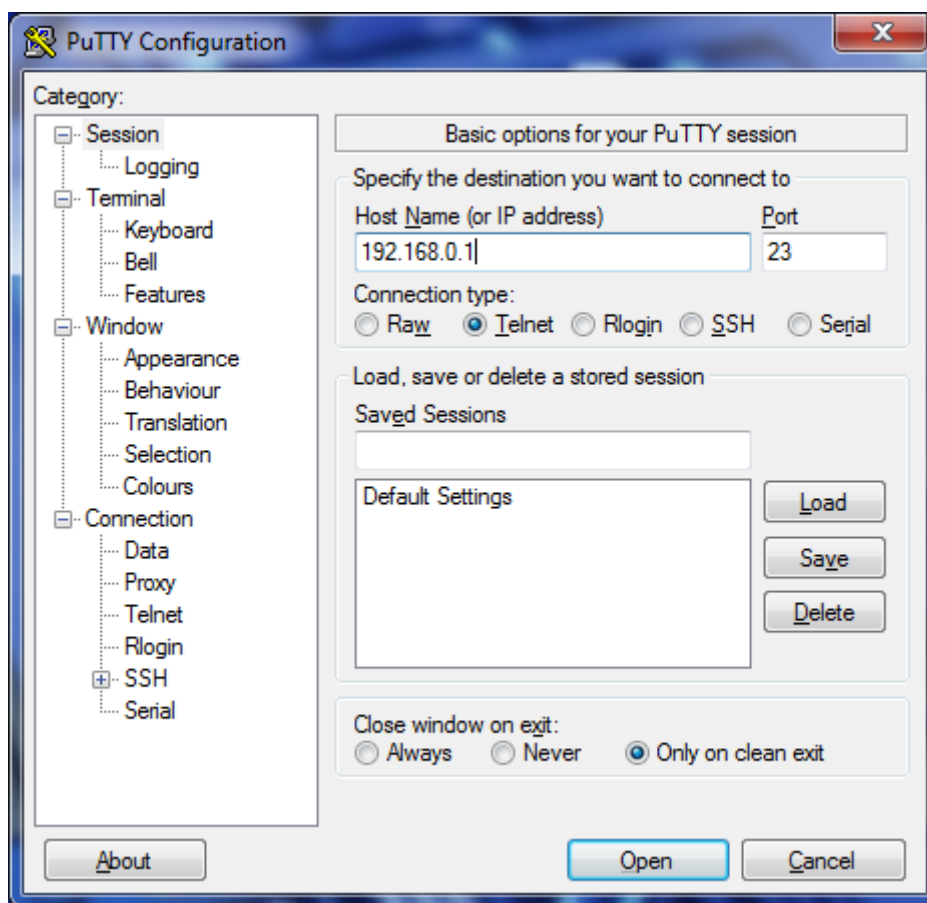 PuTTY Configuration
X
Category:
Session
Logging
Terminal
Keyboard
Bell
Features
Window
Appearance
Behaviour
Translation
Selection
Colours
Connection
Data
Proxy
Telnet
Rlogin
SSH
Serial
Basic options for your PuTTY session
Specify the destination you want to connect to
Host Name (or IP address) Port
192.168.0.1 23
Connection type:
Raw Telnet Rlogin SSH Serial
Load, save or delete a stored session
Saved Sessions
Default Settings
Load
Save
Delete
Close window on exit:
Always Never Only on clean exit
About Open Cancel